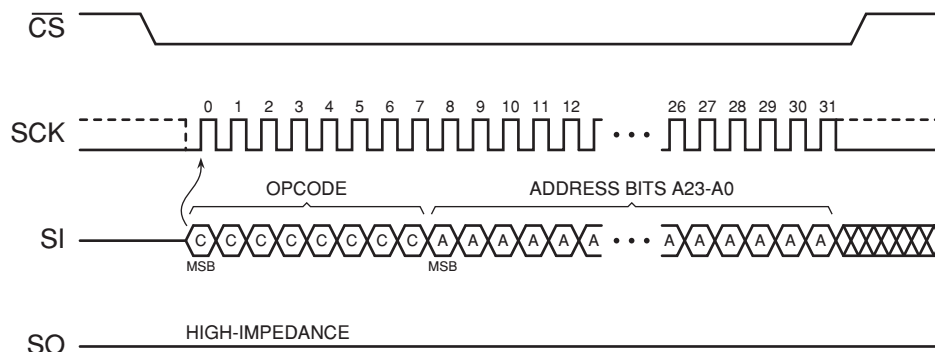 CS
0 1 2 3 4 5 6 7 8 9 10 11 12 26 27 28 29 30 31
SCK
OPCODE ADDRESS BITS A23-A0
SI C C C C C C C C A A A A A A A A A A A A
MSB MSB
HIGH-IMPEDANCE
SO